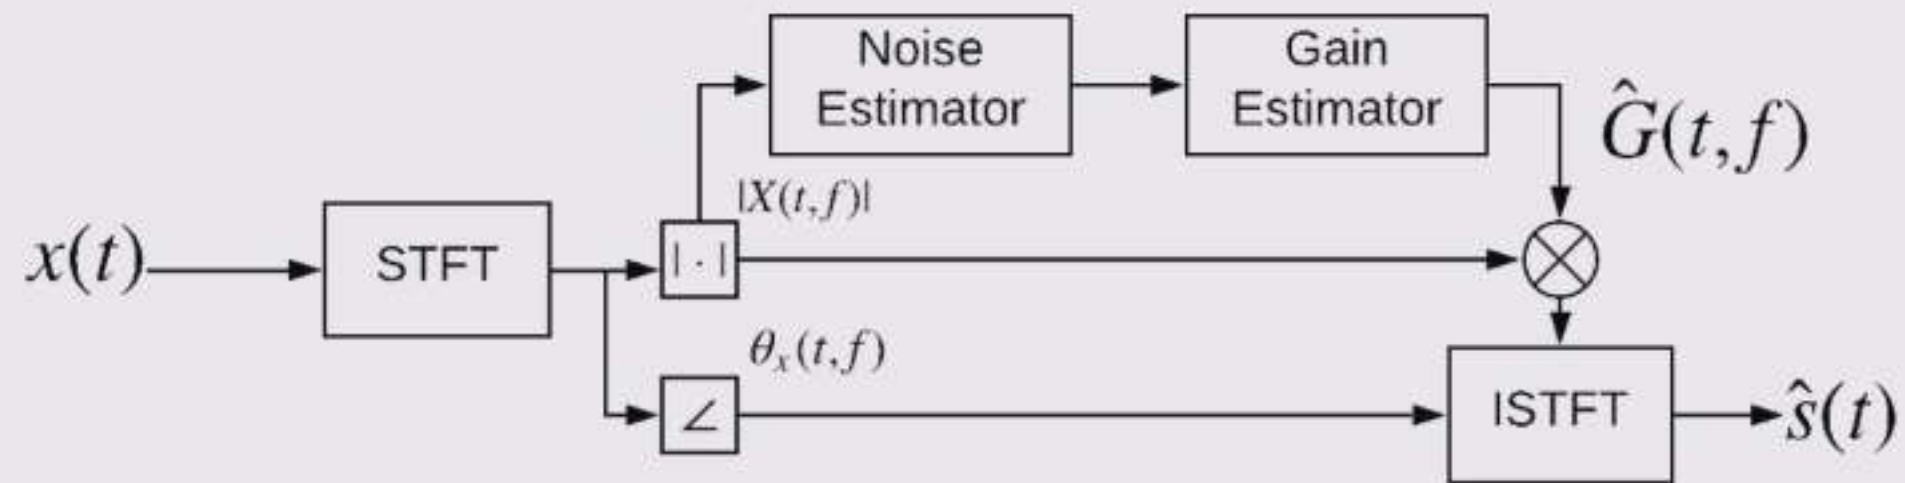 Noise
Estimator
Gain
Estimator
Ĝ(t,f)
|X(t,f)|
x(t)
STFT
| · |
θₓ(t,f)
∠
ISTFT
ŝ(t)